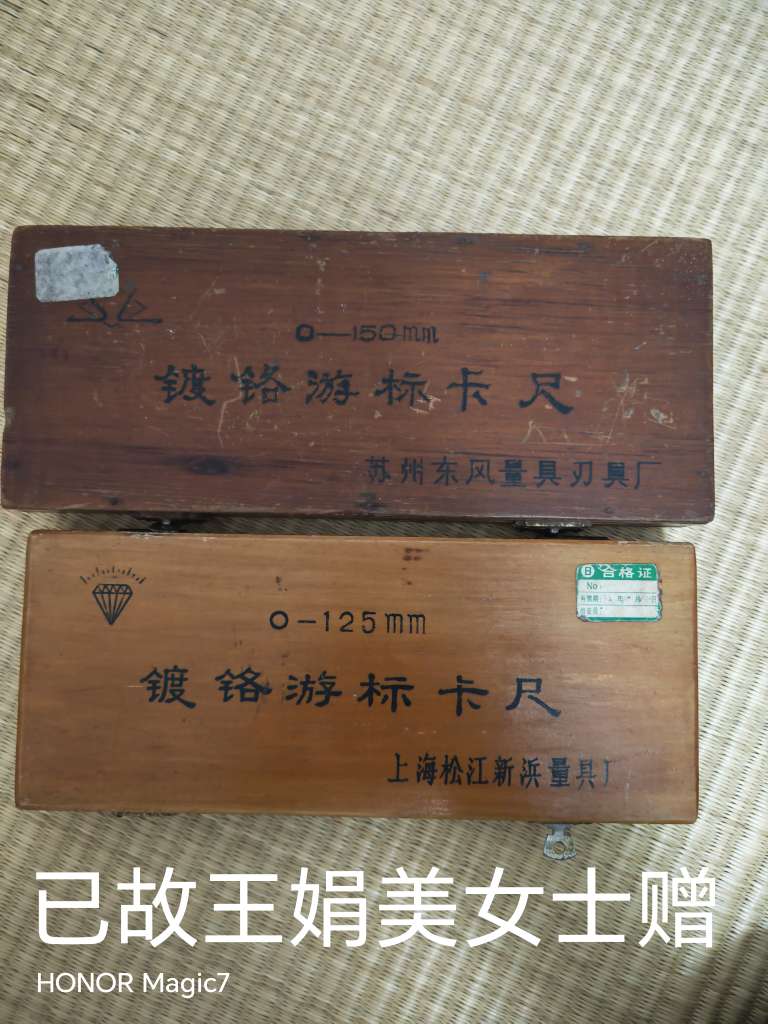 0—150mm
镀铬游标卡尺
苏州东风量具刃具厂
合格证
No.
0-125mm
镀铬游标卡尺
上海松江新浜量具厂
已故王娟美女士赠
HONOR Magic7